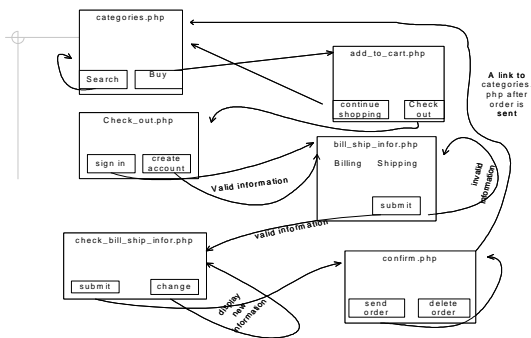 categories.php
Search
Buy
add_to_cart.php
continue
shopping
Check
out
A link to
categories
php after
order is
sent
Check_out.php
sign in
create
account
Valid information
bill_ship_infor.php
Billing Shipping
submit
invalid
information
valid information
check_bill_ship_infor.php
submit
change
display
new
information
confirm.php
send
order
delete
order